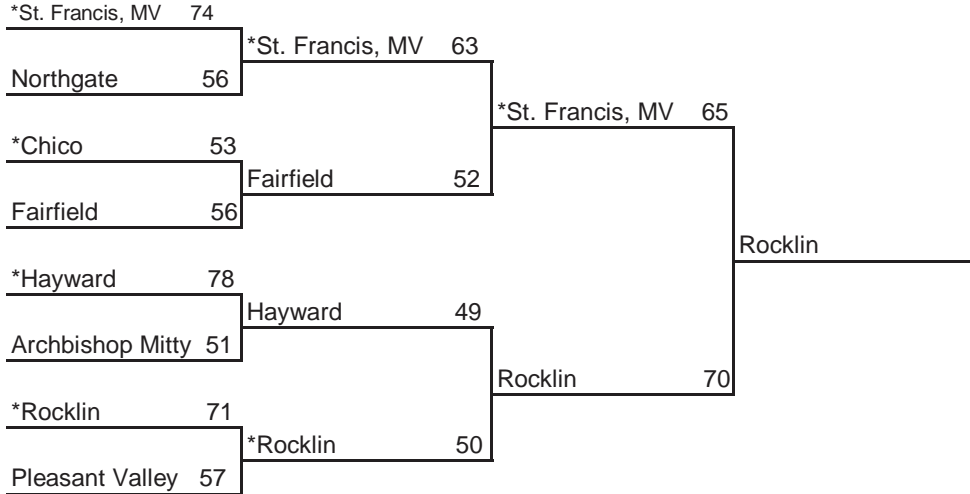 *St. Francis, MV 74
*St. Francis, MV 63
Northgate 56
*St. Francis, MV 65
*Chico 53
Fairfield 52
Fairfield 56
Rocklin
*Hayward 78
Hayward 49
Archbishop Mitty 51
Rocklin 70
*Rocklin 71
*Rocklin 50
Pleasant Valley 57